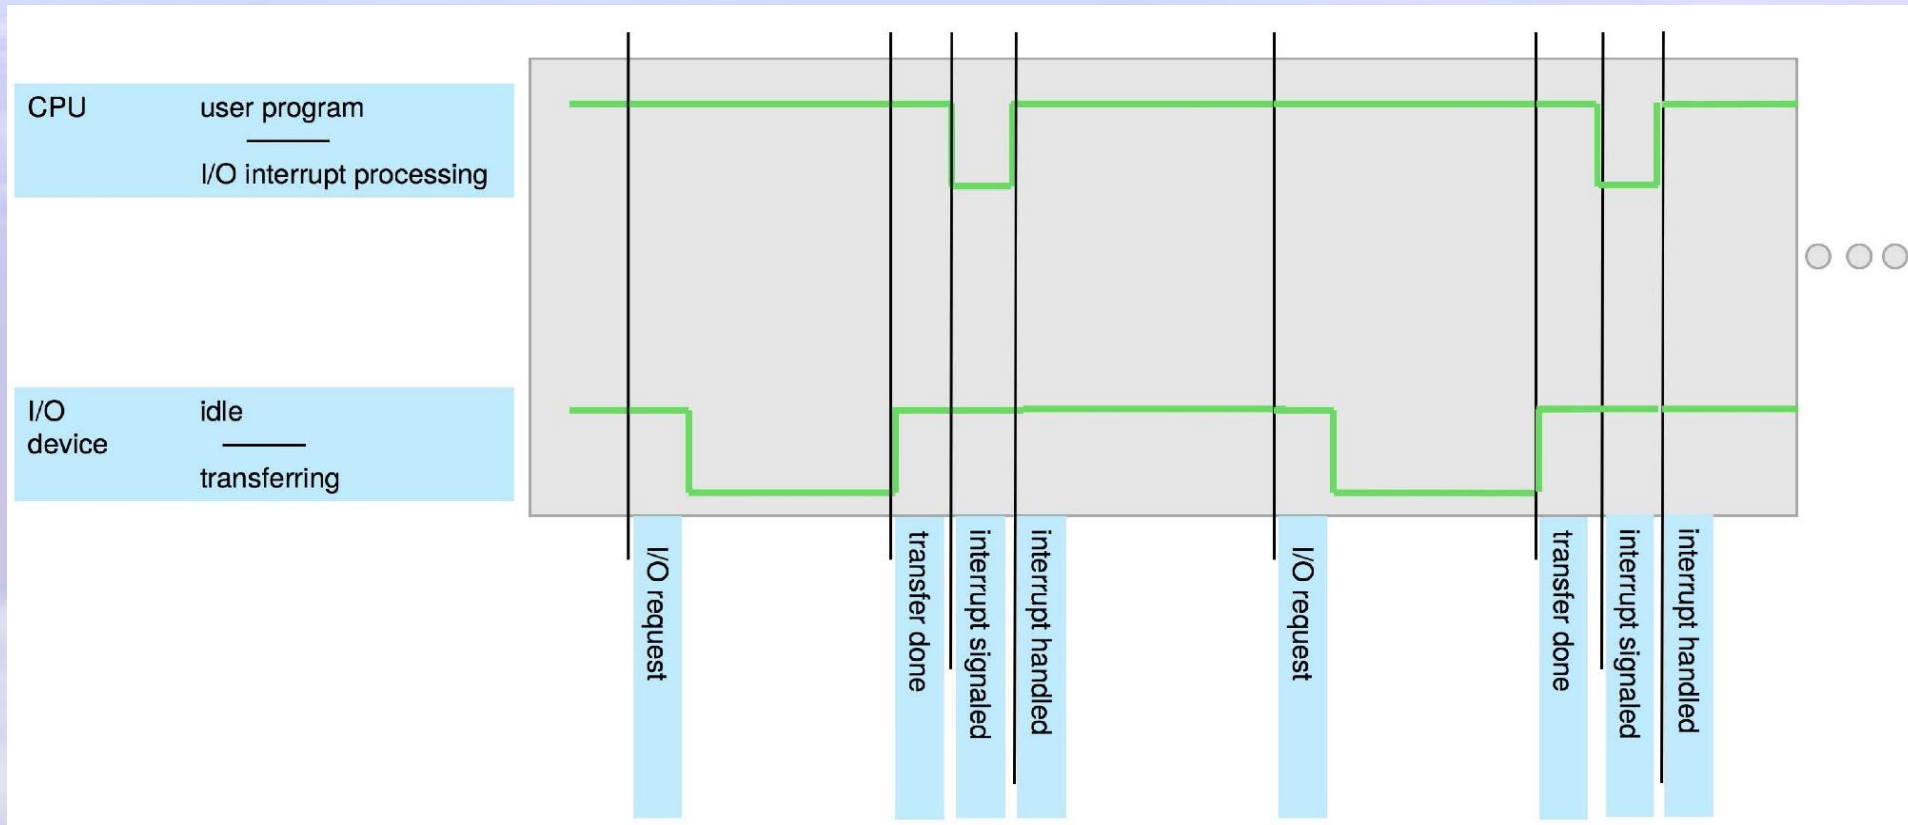 CPU
user program
I/O interrupt processing
I/O
device
idle
transferring
I/O request
transfer done
interrupt signaled
interrupt handled
I/O request
transfer done
interrupt signaled
interrupt handled